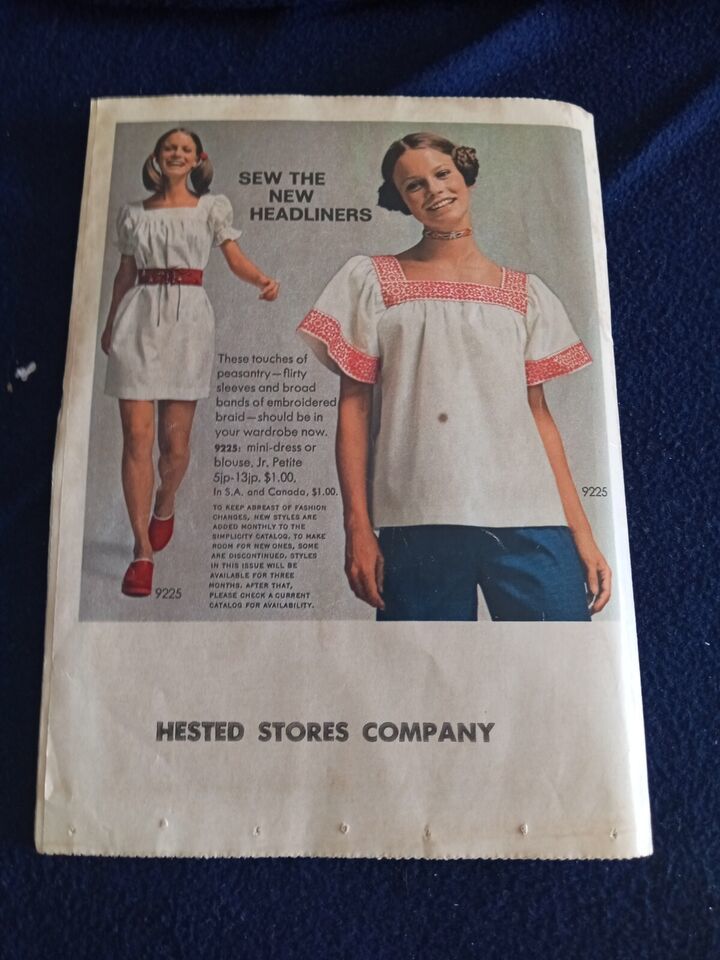 SEW THE
NEW
HEADLINERS
These touches of
peasantry—flirty
sleeves and broad
bands of embroidered
braid—should be in
your wardrobe now.
9225: mini-dress or
blouse, Jr. Petite
5jp-13jp, $1.00.
In S.A. and Canada, $1.00.
TO KEEP ABREAST OF FASHION
CHANGES, NEW STYLES ARE
ADDED MONTHLY TO THE
SIMPLICITY CATALOG. TO MAKE
ROOM FOR NEW ONES, SOME
ARE DISCONTINUED. STYLES
IN THIS ISSUE WILL BE
AVAILABLE FOR THREE
MONTHS. AFTER THAT,
PLEASE CHECK A CURRENT
CATALOG FOR AVAILABILITY.
9225
9225
HESTED STORES COMPANY